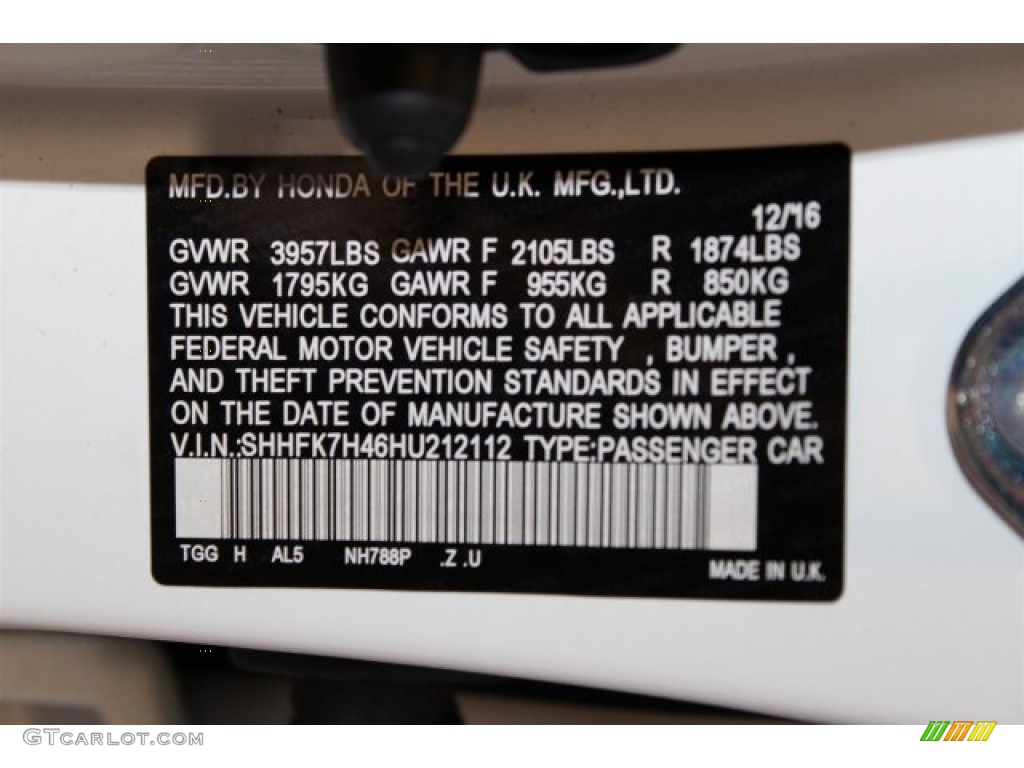 MFD.BY HONDA OF THE U.K. MFG.,LTD.
12/16
GVWR 3957LBS GAWR F 2105LBS R 1874LBS
GVWR 1795KG GAWR F 955KG R 850KG
THIS VEHICLE CONFORMS TO ALL APPLICABLE
FEDERAL MOTOR VEHICLE SAFETY , BUMPER ,
AND THEFT PREVENTION STANDARDS IN EFFECT
ON THE DATE OF MANUFACTURE SHOWN ABOVE.
V.I.N.:SHHFK7H46HU212112 TYPE:PASSENGER CAR
TGG H AL5 NH788P .Z .U
MADE IN U.K.
GTCarlot.com